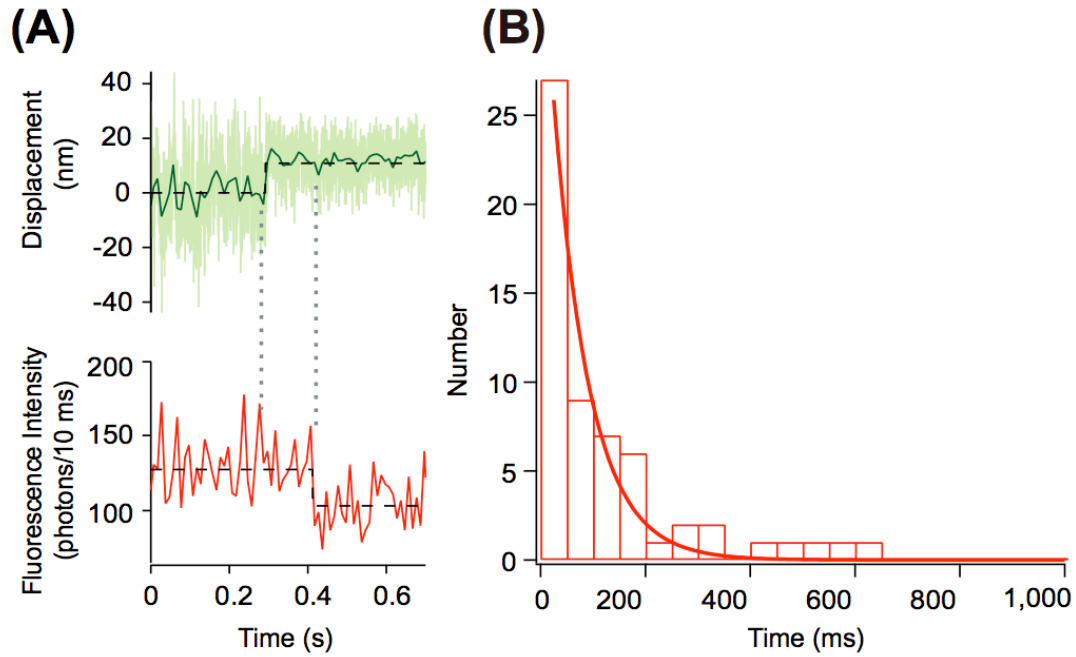 (A)
Displacement
(nm)
40
20
0
-20
-40
Fluorescence Intensity
(photons/10 ms)
200
150
100
0
0.2
0.4
0.6
Time (s)
(B)
Number
25
20
15
10
5
0
0
200
400
600
800
1,000
Time (ms)